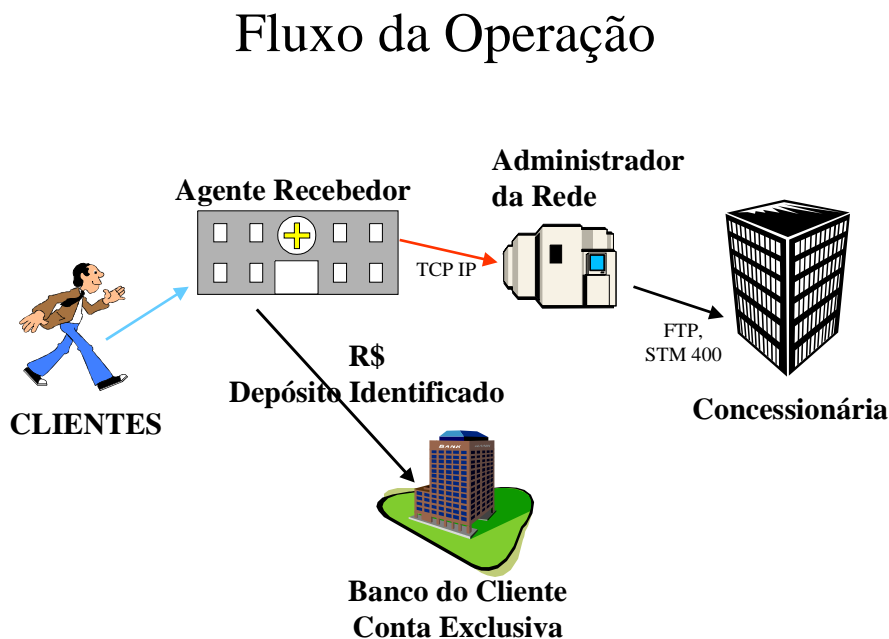 Fluxo da Operação
Administrador
da Rede
Agente Recebedor
TCP IP
FTP,
STM 400
R$
Depósito Identificado
CLIENTES
Concessionária
BANK
Banco do Cliente
Conta Exclusiva